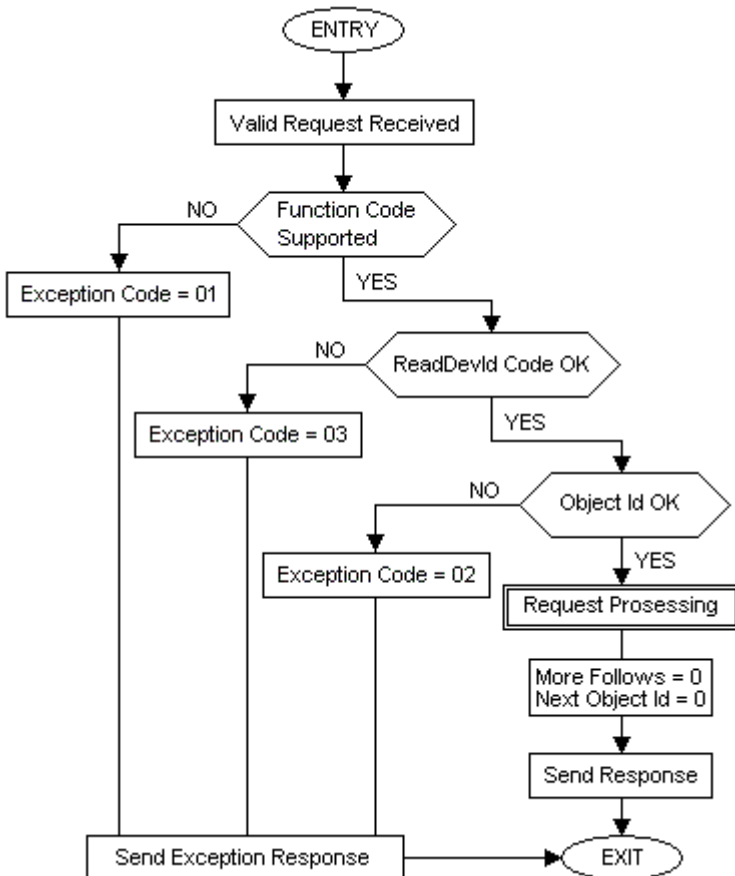 ENTRY
Valid Request Received
NO
Function Code
Supported
Exception Code = 01
YES
NO
ReadDevId Code OK
Exception Code = 03
YES
NO
Object Id OK
Exception Code = 02
YES
Request Prosessing
More Follows = 0
Next Object Id = 0
Send Response
Send Exception Response
EXIT